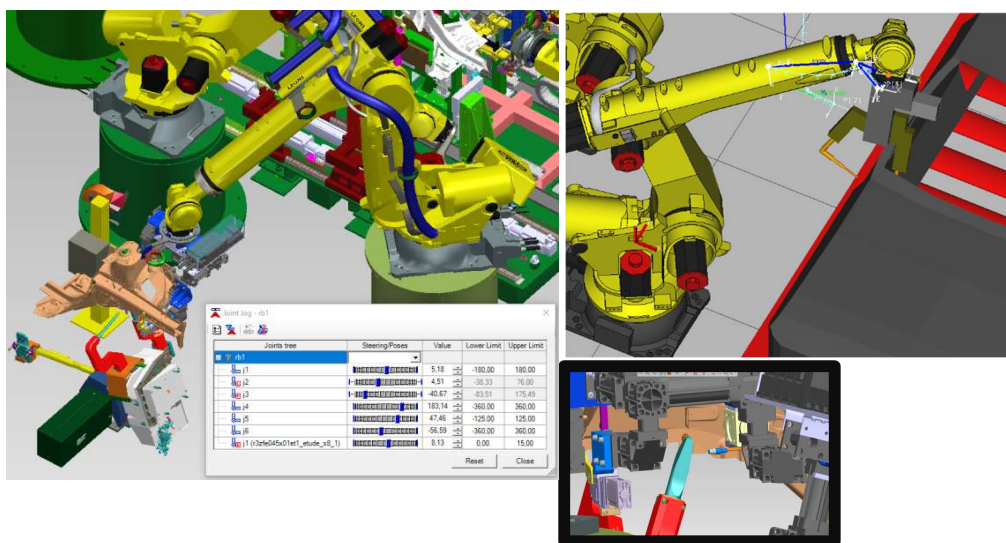 LEONI
Joint Jog - rb1
Joints tree Steering/Poses Value Lower Limit Upper Limit
rb1
j1 5,18 -180,00 180,00
j2 4,51 -38,33 76,00
j3 -40,67 -83,51 175,49
j4 183,14 -360,00 360,00
j5 47,46 -125,00 125,00
j6 -56,59 -360,00 360,00
j1 (r3zfe045x01et1_etude_x8_1) 8,13 0,00 15,00
Reset Close